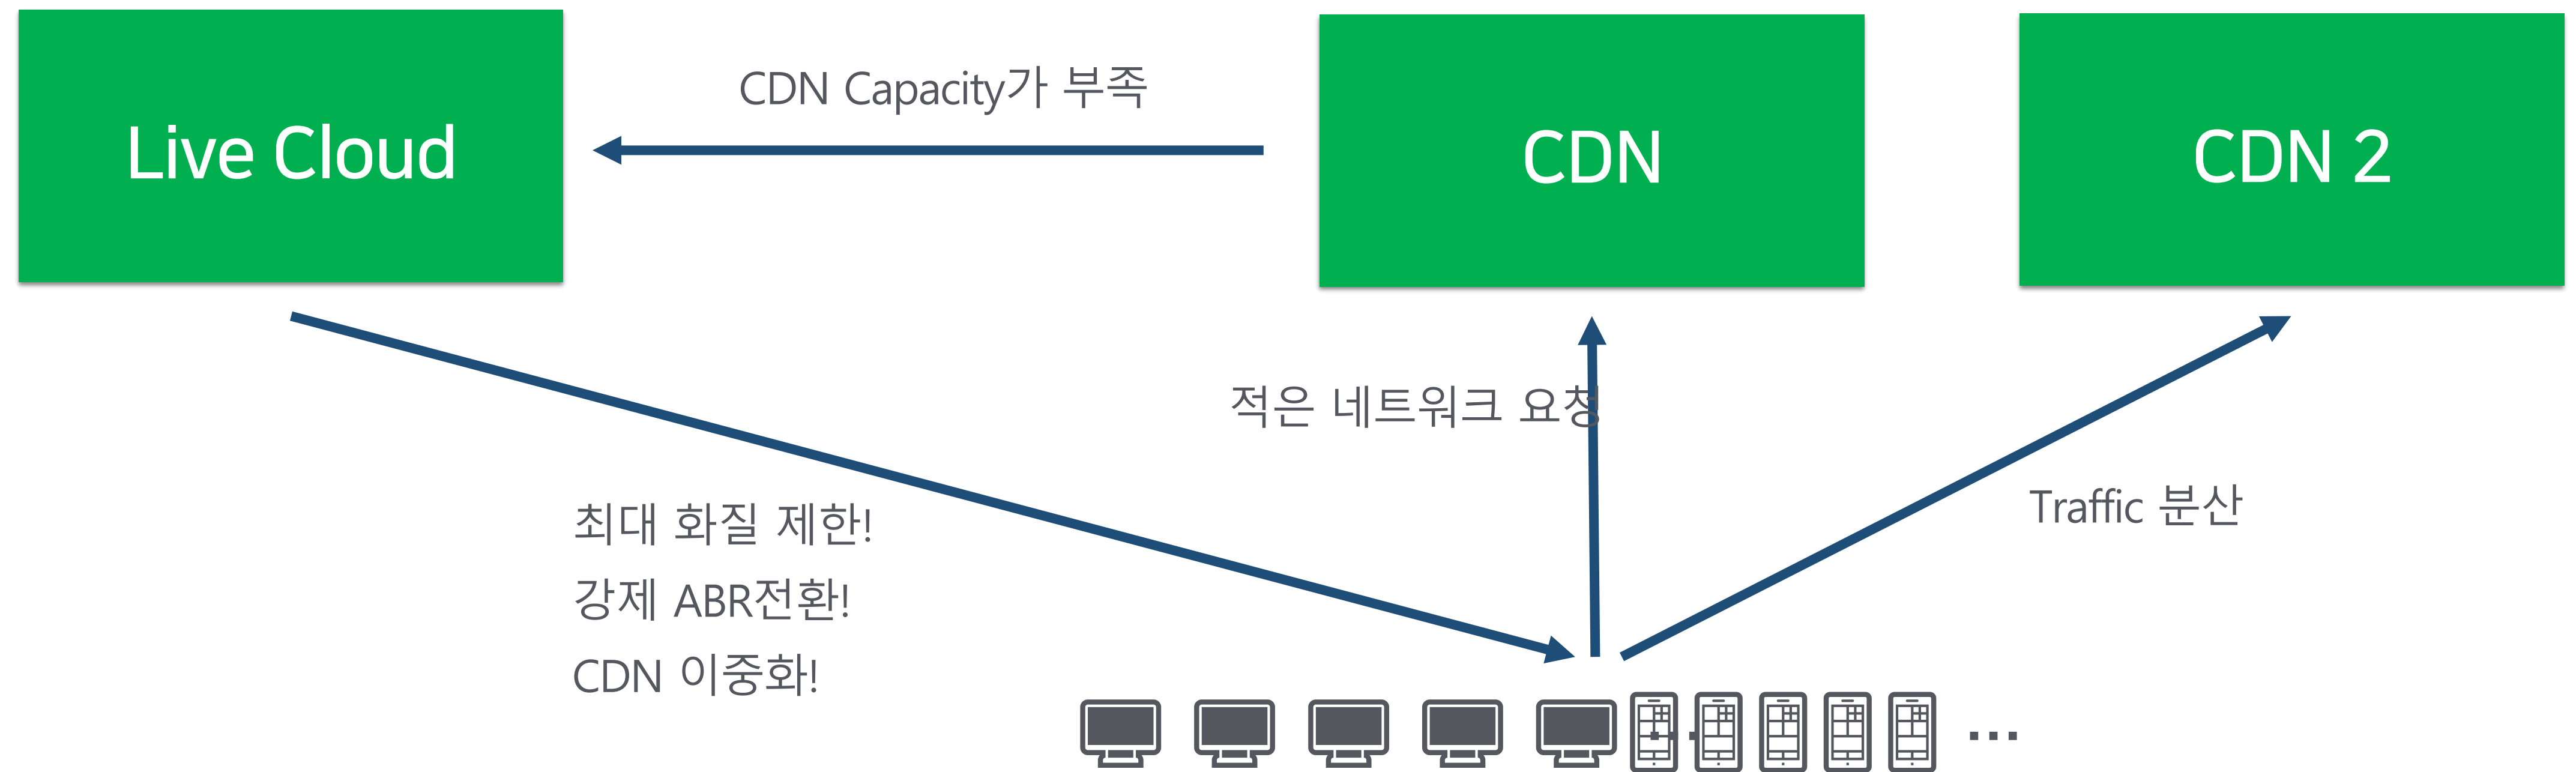 Live Cloud
CDN Capacity가 부족
CDN
CDN 2
적은 네트워크 요청
Traffic 분산
최대 화질 제한!
강제 ABR전환!
CDN 이중화!
...
...